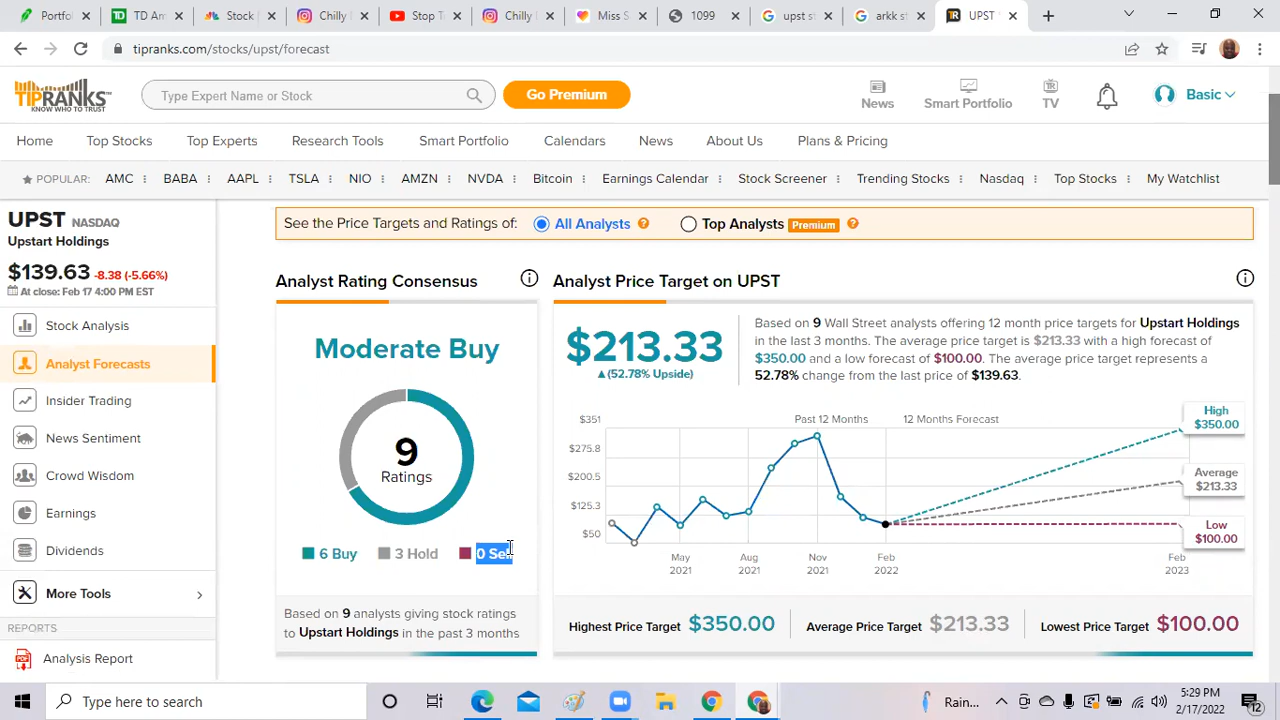 Portfo
TD An
Stock
Chilly
Stop T
Chilly
Miss S
1099
upst s
arkk st
UPST
tipranks.com/stocks/upst/forecast
TIPRANKS
KNOW WHO TO TRUST
Type Expert Name or Stock
Go Premium
News
Smart Portfolio
TV
Basic
Home
Top Stocks
Top Experts
Research Tools
Smart Portfolio
Calendars
News
About Us
Plans & Pricing
POPULAR:
AMC
BABA
AAPL
TSLA
NIO
AMZN
NVDA
Bitcoin
Earnings Calendar
Stock Screener
Trending Stocks
Nasdaq
Top Stocks
My Watchlist
UPST NASDAQ
Upstart Holdings
$139.63 -8.38 (-5.66%)
At close: Feb 17 4:00 PM EST
Stock Analysis
Analyst Forecasts
Insider Trading
News Sentiment
Crowd Wisdom
Earnings
Dividends
More Tools
REPORTS
PDF Analysis Report
See the Price Targets and Ratings of:
All Analysts ?
Top Analysts Premium ?
Analyst Rating Consensus
Moderate Buy
9
Ratings
6 Buy
3 Hold
0 Sell
Based on 9 analysts giving stock ratings
to Upstart Holdings in the past 3 months
Analyst Price Target on UPST
$213.33
▲(52.78% Upside)
Based on 9 Wall Street analysts offering 12 month price targets for Upstart Holdings
in the last 3 months. The average price target is $213.33 with a high forecast of
$350.00 and a low forecast of $100.00. The average price target represents a
52.78% change from the last price of $139.63.
Past 12 Months
12 Months Forecast
$351
$275.8
$200.5
$125.3
$50
High
$350.00
Average
$213.33
Low
$100.00
May
2021
Aug
2021
Nov
2021
Feb
2022
Feb
2023
Highest Price Target $350.00
Average Price Target $213.33
Lowest Price Target $100.00
Type here to search
Rain...
5:29 PM
2/17/2022
12